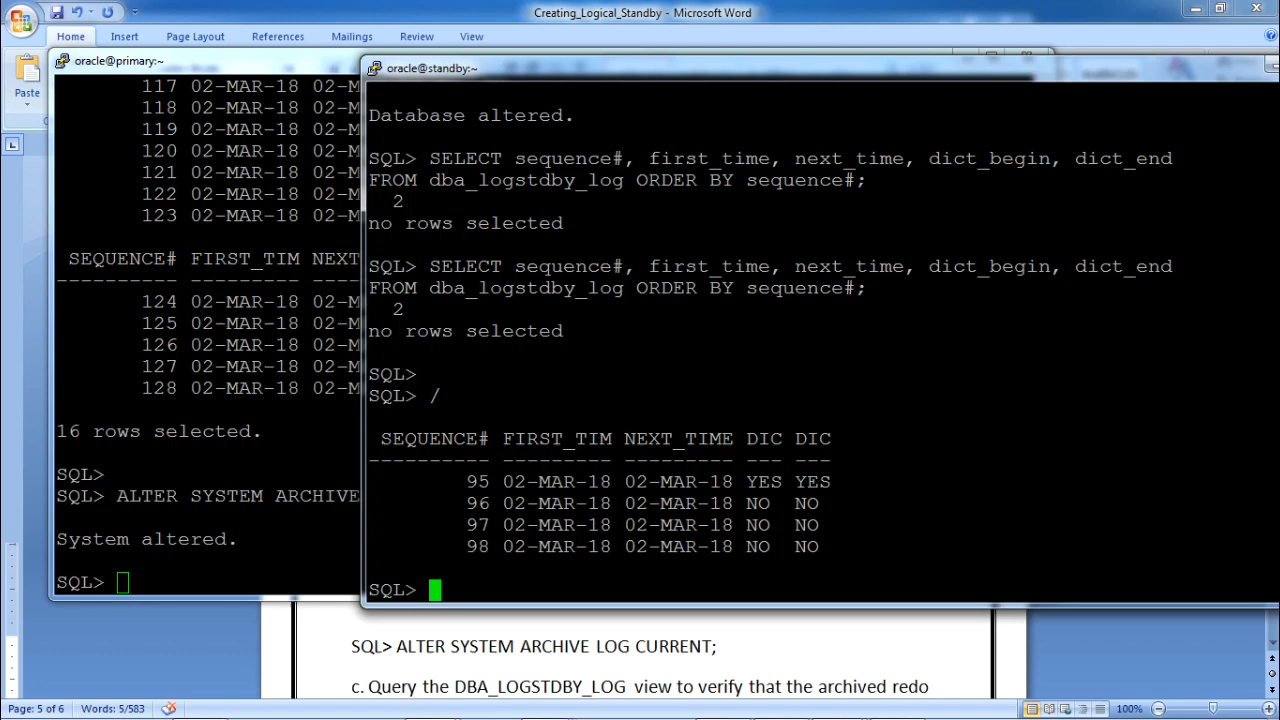 Creating_Logical_Standby - Microsoft Word
Home Insert Page Layout References Mailings Review View
Paste
oracle@primary:~
117 02-MAR-18 02-M
118 02-MAR-18 02-M
119 02-MAR-18 02-M
120 02-MAR-18 02-M
121 02-MAR-18 02-M
122 02-MAR-18 02-M
123 02-MAR-18 02-M
SEQUENCE# FIRST_TIM NEXT
---------- --------- ----
124 02-MAR-18 02-M
125 02-MAR-18 02-M
126 02-MAR-18 02-M
127 02-MAR-18 02-M
128 02-MAR-18 02-M
16 rows selected.
SQL>
SQL> ALTER SYSTEM ARCHIVE
System altered.
SQL>
oracle@standby:~
Database altered.
SQL> SELECT sequence#, first_time, next_time, dict_begin, dict_end
FROM dba_logstdby_log ORDER BY sequence#;
2
no rows selected
SQL> SELECT sequence#, first_time, next_time, dict_begin, dict_end
FROM dba_logstdby_log ORDER BY sequence#;
2
no rows selected
SQL>
SQL> /
SEQUENCE# FIRST_TIM NEXT_TIME DIC DIC
---------- --------- --------- --- ---
95 02-MAR-18 02-MAR-18 YES YES
96 02-MAR-18 02-MAR-18 NO NO
97 02-MAR-18 02-MAR-18 NO NO
98 02-MAR-18 02-MAR-18 NO NO
SQL>
SQL> ALTER SYSTEM ARCHIVE LOG CURRENT;
c. Query the DBA_LOGSTDBY_LOG view to verify that the archived redo
Page: 5 of 6 Words: 5/583 100%